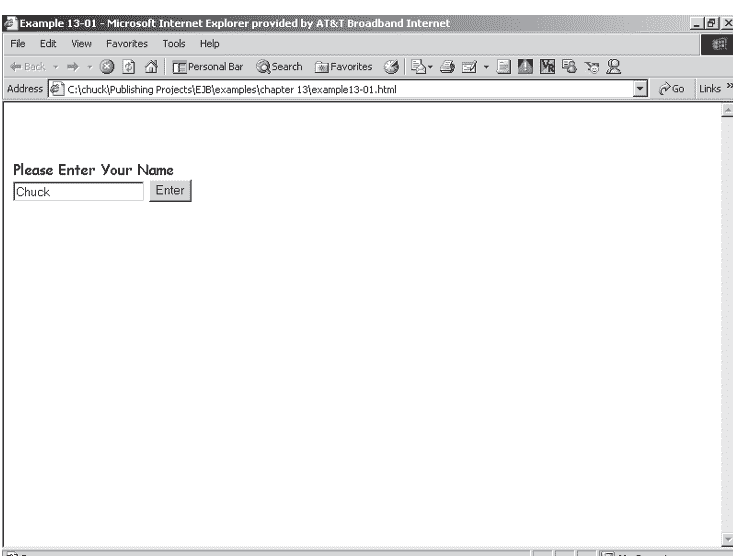 Example 13-01 - Microsoft Internet Explorer provided by AT&T Broadband Internet
File Edit View Favorites Tools Help
Back Personal Bar Search Favorites
Address C:\chuck\Publishing Projects\EJB\examples\chapter 13\example13-01.html Go Links »
Please Enter Your Name
Chuck Enter